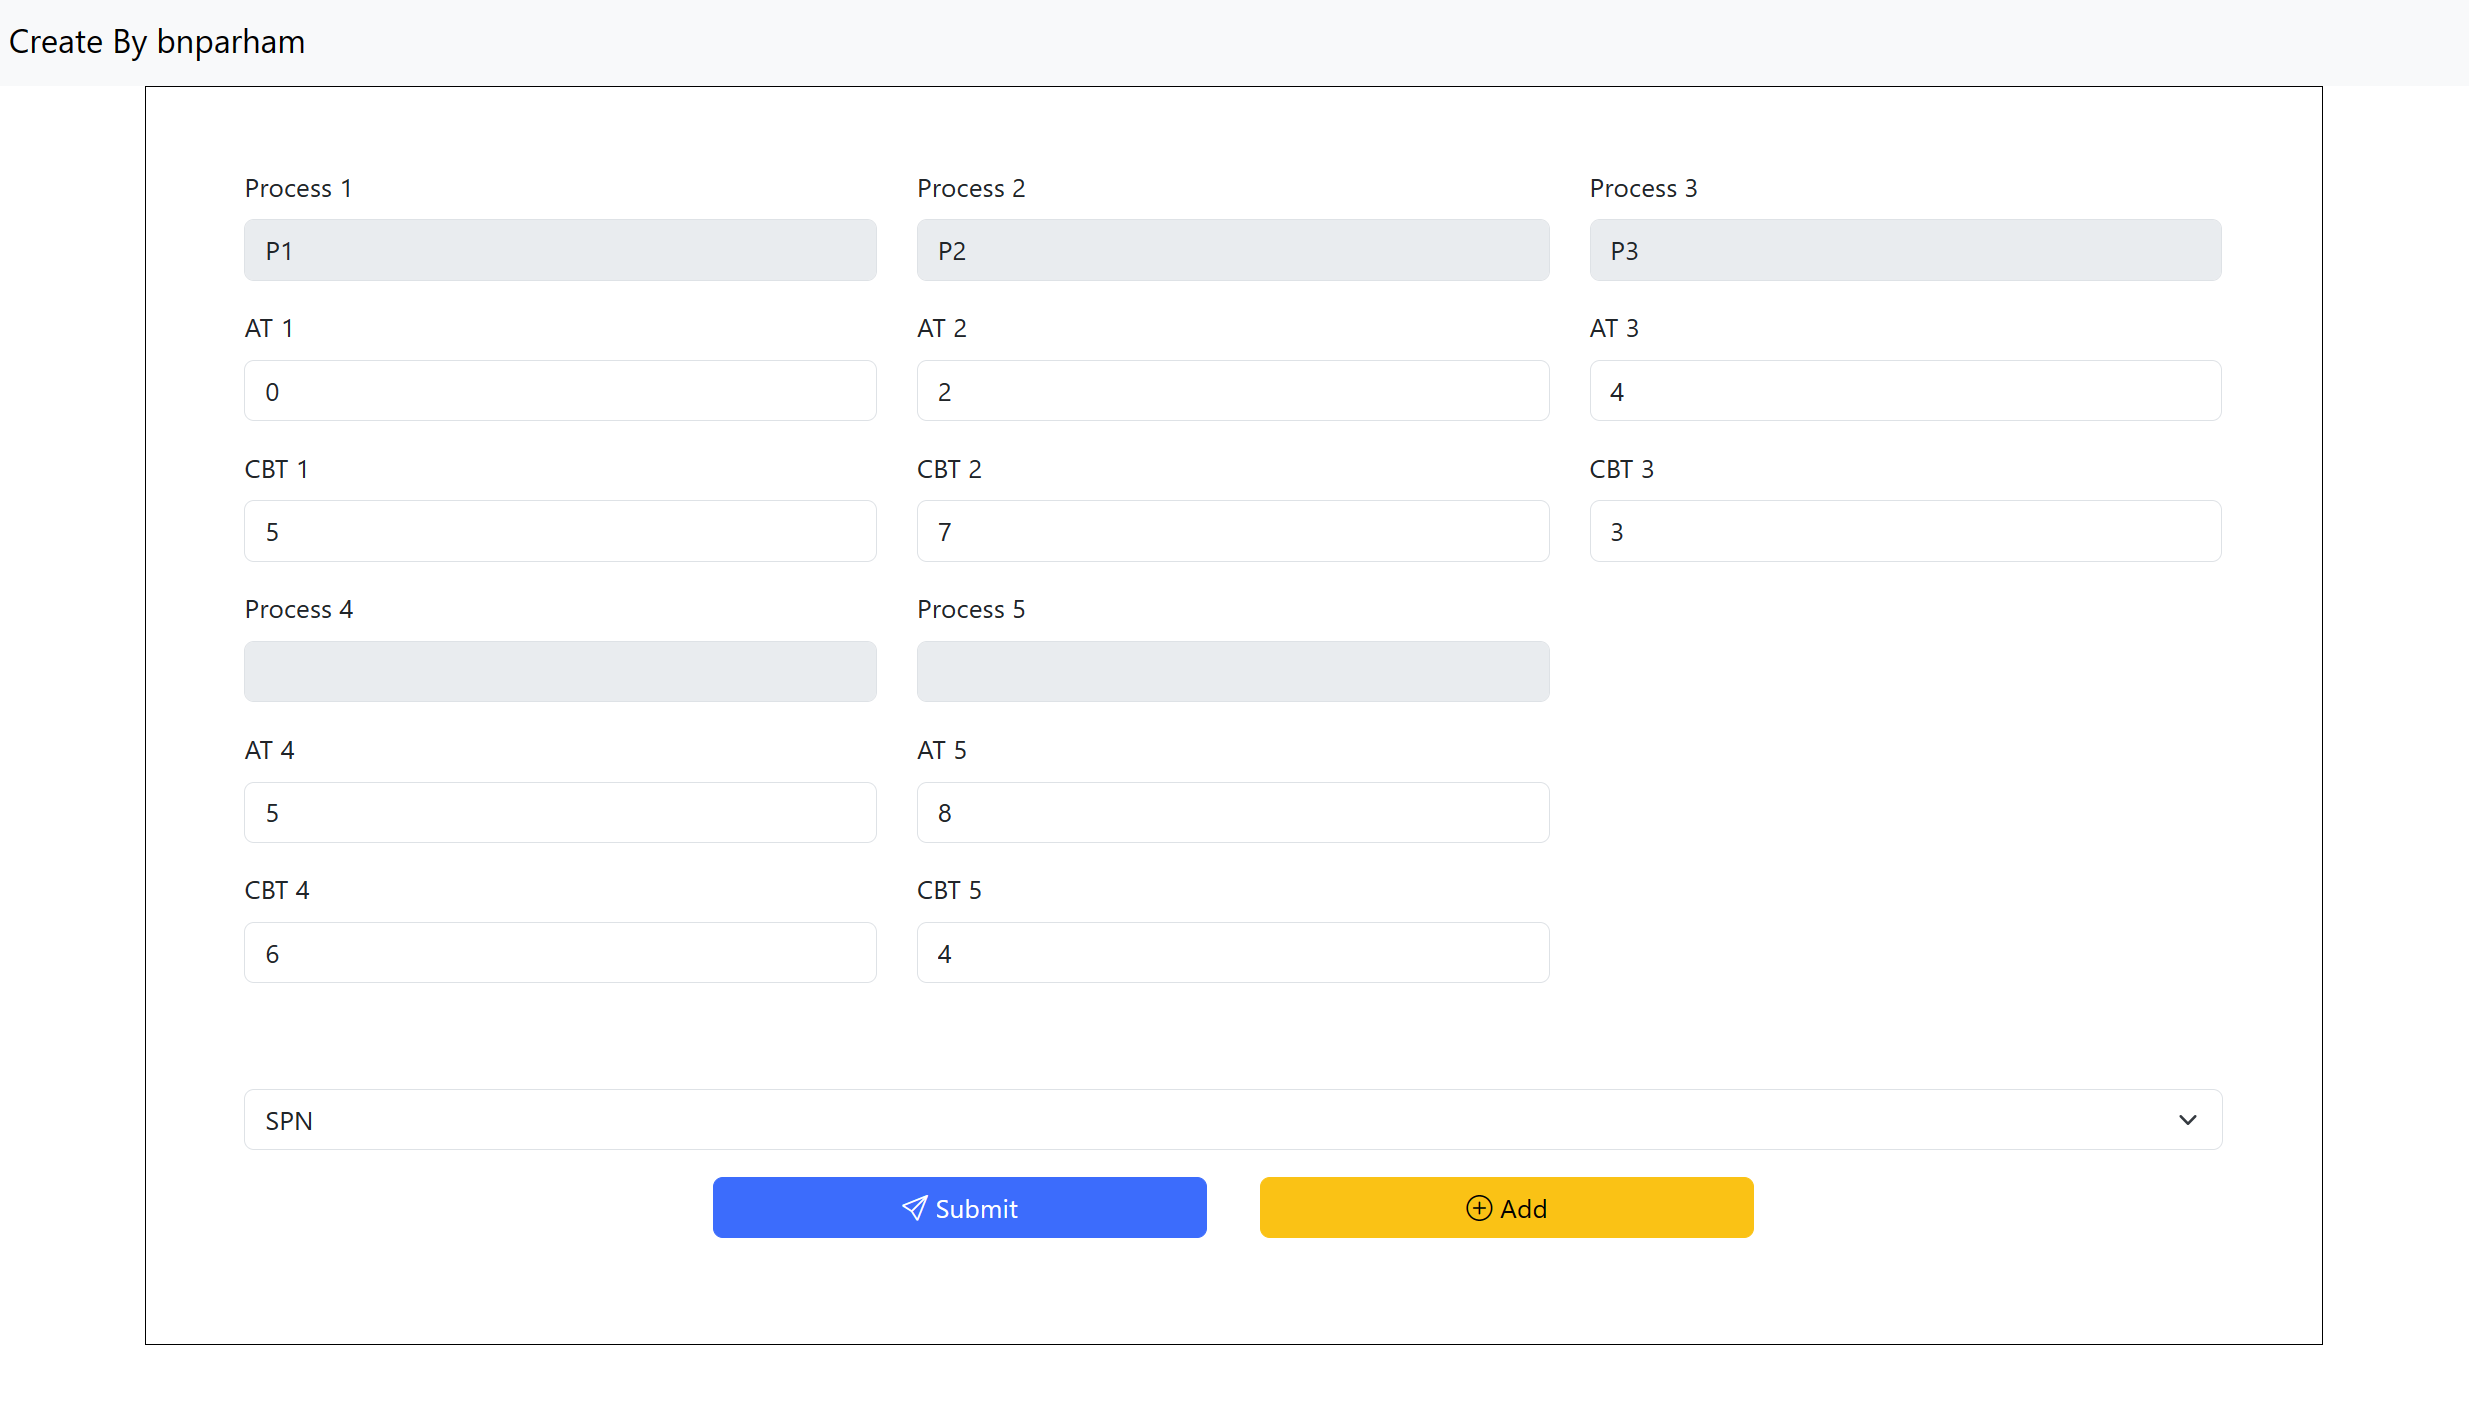 Create By bnparham
Process 1 Process 2 Process 3
P1 P2 P3
AT 1 AT 2 AT 3
0 2 4
CBT 1 CBT 2 CBT 3
5 7 3
Process 4 Process 5
AT 4 AT 5
5 8
CBT 4 CBT 5
6 4
SPN
Submit Add